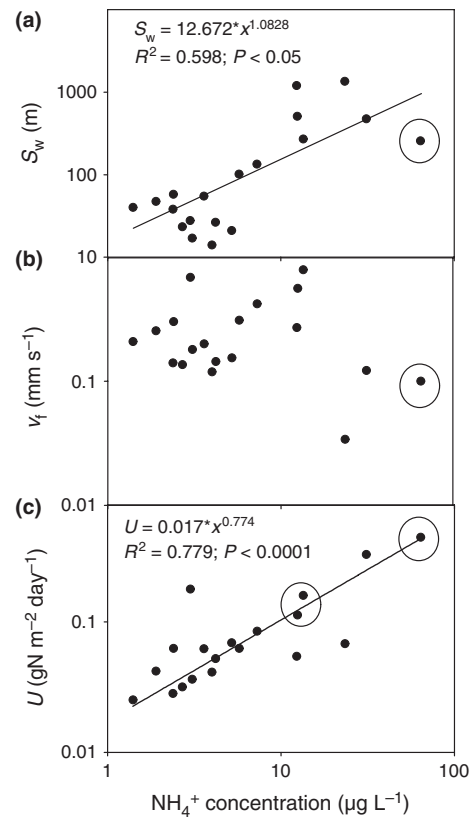 (a)
S_w = 12.672*x^1.0828
R² = 0.598; P < 0.05
1000
100
10
S_w (m)
(b)
0.1
0.01
v_f (mm s⁻¹)
(c)
U = 0.017*x^0.774
R² = 0.779; P < 0.0001
0.1
0.01
U (gN m⁻² day⁻¹)
1 10 100
NH₄⁺ concentration (µg L⁻¹)